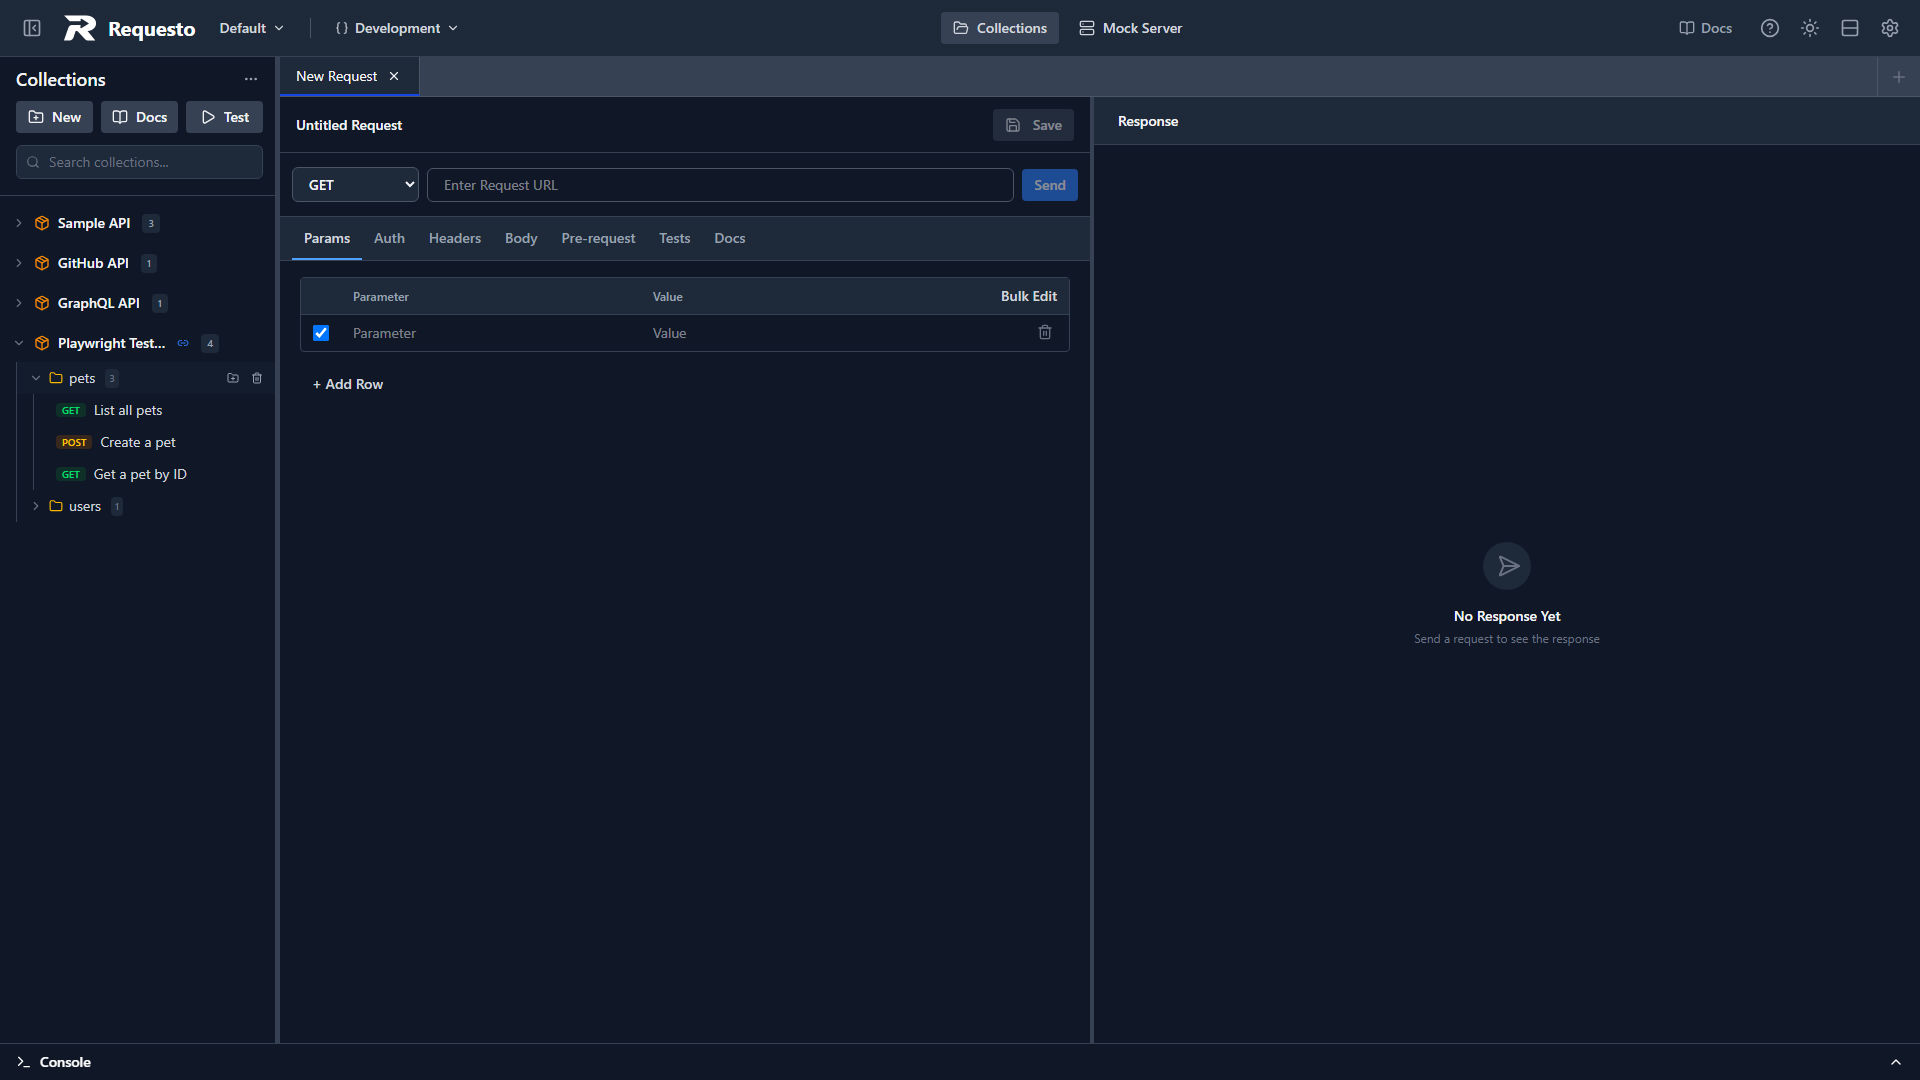 Requesto
Default
{ } Development
Collections
Mock Server
Docs
Collections
New
Docs
Test
Search collections...
Sample API 3
GitHub API 1
GraphQL API 1
Playwright Test... 4
pets 3
GET List all pets
POST Create a pet
GET Get a pet by ID
users 1
New Request
Untitled Request
Save
GET
Enter Request URL
Send
Params
Auth
Headers
Body
Pre-request
Tests
Docs
Parameter
Value
Bulk Edit
Parameter
Value
+ Add Row
Response
No Response Yet
Send a request to see the response
Console